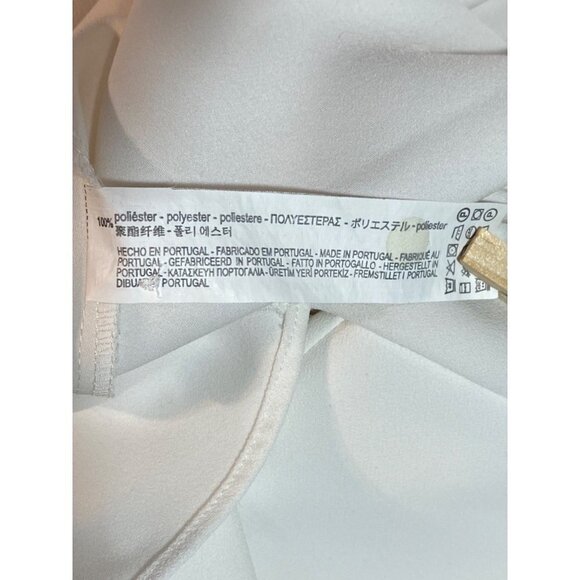 100% poliéster - polyester - poliestere - ΠΟΛΥΕΣΤΕΡΑΣ - ポリエステル - poliester
聚酯纤维 - 폴리 에스터
HECHO EN PORTUGAL - FABRICADO EM PORTUGAL - MADE IN PORTUGAL - FABRIQUÉ AU
PORTUGAL - GEFABRICEERD IN PORTUGAL - FATTO IN PORTOGALLO - HERGESTELLT IN
PORTUGAL - ΚΑΤΑΣΚΕΥΗ ΠΟΡΤΟΓΑΛΙΑ - ÜRETİM YERİ PORTEKİZ - FREMSTILLET I PORTUGAL
DIBUAT PORTUGAL